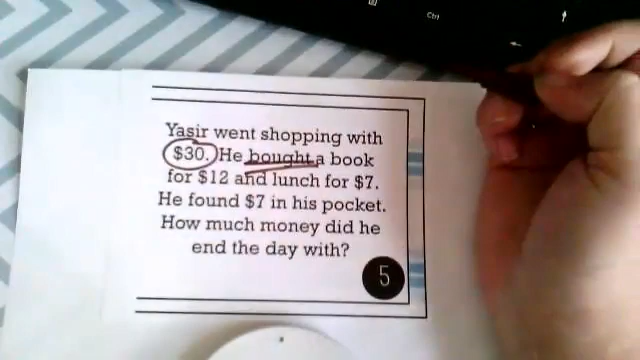 Ctrl
Yasir went shopping with
$30. He bought a book
for $12 and lunch for $7.
He found $7 in his pocket.
How much money did he
end the day with?
5